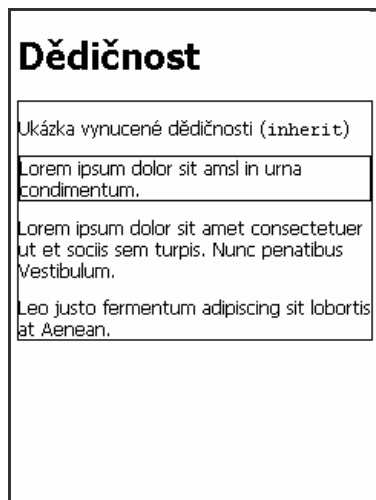 Dědičnost
Ukázka vynucené dědičnosti (inherit)
Lorem ipsum dolor sit amsl in urna
condimentum.
Lorem ipsum dolor sit amet consectetuer
ut et sociis sem turpis. Nunc penatibus
Vestibulum.
Leo justo fermentum adipiscing sit lobortis
at Aenean.